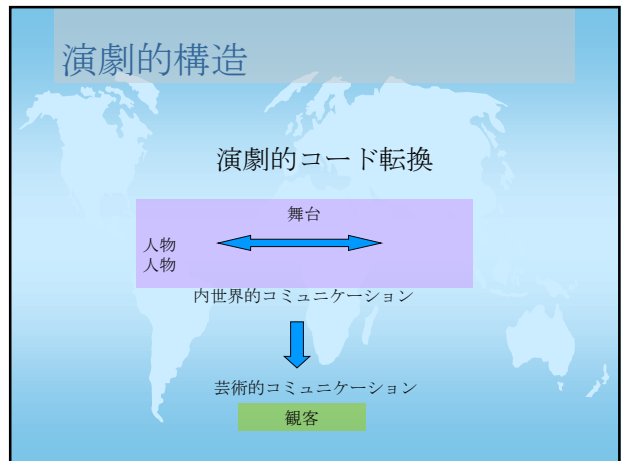 演劇的構造
演劇的コード転換
舞台
人物
人物
内世界的コミュニケーション
芸術的コミュニケーション
観客